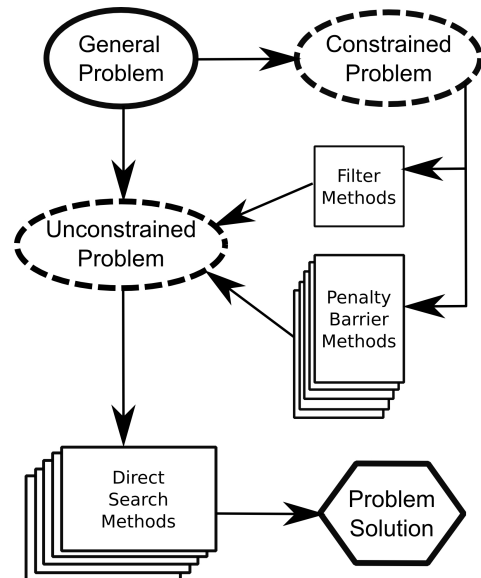 General
Problem
Constrained
Problem
Filter
Methods
Unconstrained
Problem
Penalty
Barrier
Methods
Direct
Search
Methods
Problem
Solution